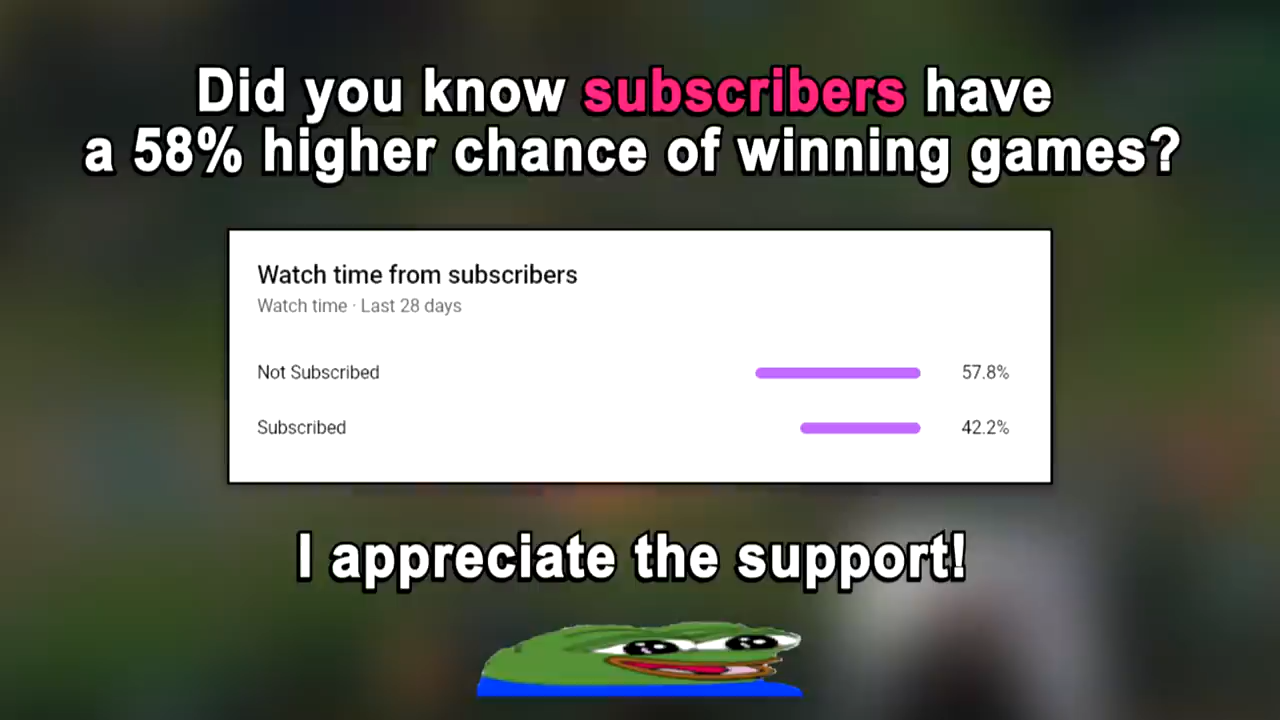 Did you know subscribers have
a 58% higher chance of winning games?
Watch time from subscribers
Watch time · Last 28 days
Not Subscribed 57.8%
Subscribed 42.2%
I appreciate the support!